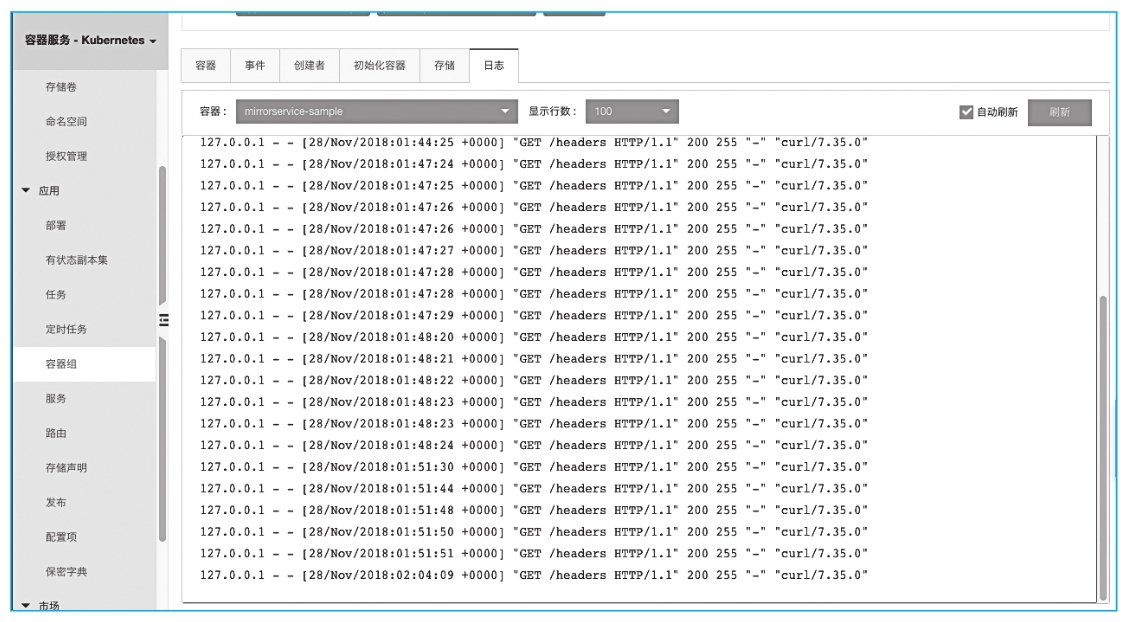 容器服务 - Kubernetes
存储卷
命名空间
授权管理
应用
部署
有状态副本集
任务
定时任务
容器组
服务
路由
存储声明
发布
配置项
保密字典
市场
容器 事件 创建者 初始化容器 存储 日志
容器： mirrorservice-sample 显示行数： 100 自动刷新 刷新
127.0.0.1 - - [28/Nov/2018:01:44:25 +0000] "GET /headers HTTP/1.1" 200 255 "-" "curl/7.35.0"
127.0.0.1 - - [28/Nov/2018:01:47:24 +0000] "GET /headers HTTP/1.1" 200 255 "-" "curl/7.35.0"
127.0.0.1 - - [28/Nov/2018:01:47:25 +0000] "GET /headers HTTP/1.1" 200 255 "-" "curl/7.35.0"
127.0.0.1 - - [28/Nov/2018:01:47:26 +0000] "GET /headers HTTP/1.1" 200 255 "-" "curl/7.35.0"
127.0.0.1 - - [28/Nov/2018:01:47:26 +0000] "GET /headers HTTP/1.1" 200 255 "-" "curl/7.35.0"
127.0.0.1 - - [28/Nov/2018:01:47:27 +0000] "GET /headers HTTP/1.1" 200 255 "-" "curl/7.35.0"
127.0.0.1 - - [28/Nov/2018:01:47:28 +0000] "GET /headers HTTP/1.1" 200 255 "-" "curl/7.35.0"
127.0.0.1 - - [28/Nov/2018:01:47:28 +0000] "GET /headers HTTP/1.1" 200 255 "-" "curl/7.35.0"
127.0.0.1 - - [28/Nov/2018:01:47:29 +0000] "GET /headers HTTP/1.1" 200 255 "-" "curl/7.35.0"
127.0.0.1 - - [28/Nov/2018:01:48:20 +0000] "GET /headers HTTP/1.1" 200 255 "-" "curl/7.35.0"
127.0.0.1 - - [28/Nov/2018:01:48:21 +0000] "GET /headers HTTP/1.1" 200 255 "-" "curl/7.35.0"
127.0.0.1 - - [28/Nov/2018:01:48:22 +0000] "GET /headers HTTP/1.1" 200 255 "-" "curl/7.35.0"
127.0.0.1 - - [28/Nov/2018:01:48:23 +0000] "GET /headers HTTP/1.1" 200 255 "-" "curl/7.35.0"
127.0.0.1 - - [28/Nov/2018:01:48:23 +0000] "GET /headers HTTP/1.1" 200 255 "-" "curl/7.35.0"
127.0.0.1 - - [28/Nov/2018:01:48:24 +0000] "GET /headers HTTP/1.1" 200 255 "-" "curl/7.35.0"
127.0.0.1 - - [28/Nov/2018:01:51:30 +0000] "GET /headers HTTP/1.1" 200 255 "-" "curl/7.35.0"
127.0.0.1 - - [28/Nov/2018:01:51:44 +0000] "GET /headers HTTP/1.1" 200 255 "-" "curl/7.35.0"
127.0.0.1 - - [28/Nov/2018:01:51:48 +0000] "GET /headers HTTP/1.1" 200 255 "-" "curl/7.35.0"
127.0.0.1 - - [28/Nov/2018:01:51:50 +0000] "GET /headers HTTP/1.1" 200 255 "-" "curl/7.35.0"
127.0.0.1 - - [28/Nov/2018:01:51:51 +0000] "GET /headers HTTP/1.1" 200 255 "-" "curl/7.35.0"
127.0.0.1 - - [28/Nov/2018:02:04:09 +0000] "GET /headers HTTP/1.1" 200 255 "-" "curl/7.35.0"